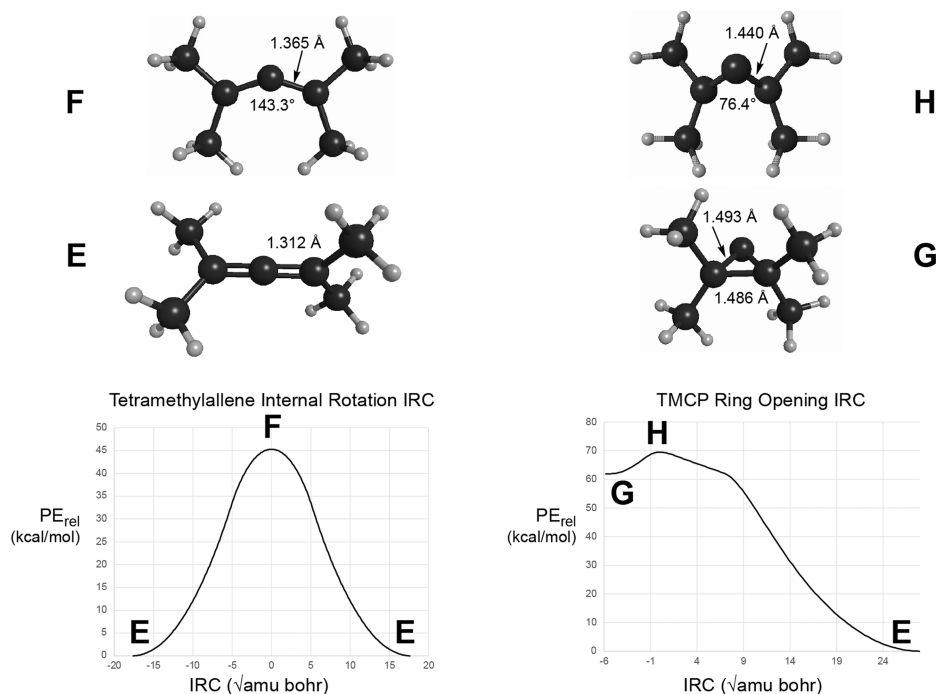 F
1.365 Å
143.3°
1.440 Å
76.4°
H
E
1.312 Å
1.493 Å
1.486 Å
G
Tetramethylallene Internal Rotation IRC
F
50
45
40
35
30
25
20
15
10
5
0
PErel
(kcal/mol)
E
E
-20 -15 -10 -5 0 5 10 15 20
IRC (√amu bohr)
TMCP Ring Opening IRC
80
70
60
50
40
30
20
10
0
H
G
PErel
(kcal/mol)
E
-6 -1 4 9 14 19 24
IRC (√amu bohr)